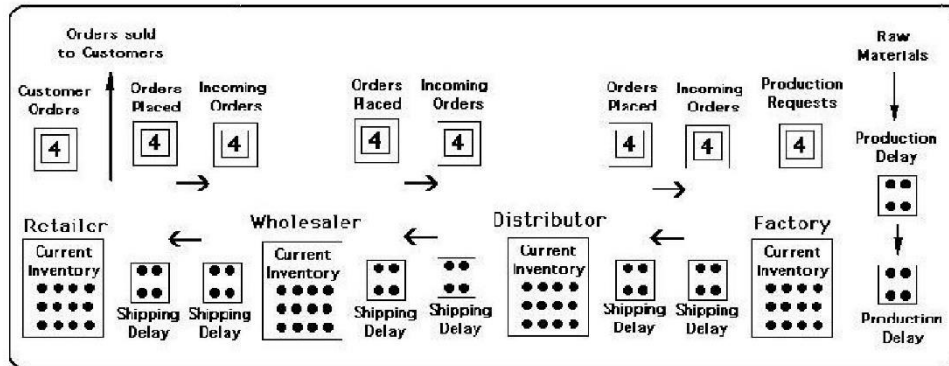 Orders sold
to Customers
Raw
Materials
Customer
Orders
Orders
Placed
Incoming
Orders
Orders
Placed
Incoming
Orders
Orders
Placed
Incoming
Orders
Production
Requests
4
4
4
4
4
4
4
4
Production
Delay
Retailer
Wholesaler
Distributor
Factory
Current
Inventory
Current
Inventory
Current
Inventory
Current
Inventory
Shipping
Delay
Shipping
Delay
Shipping
Delay
Shipping
Delay
Shipping
Delay
Shipping
Delay
Production
Delay